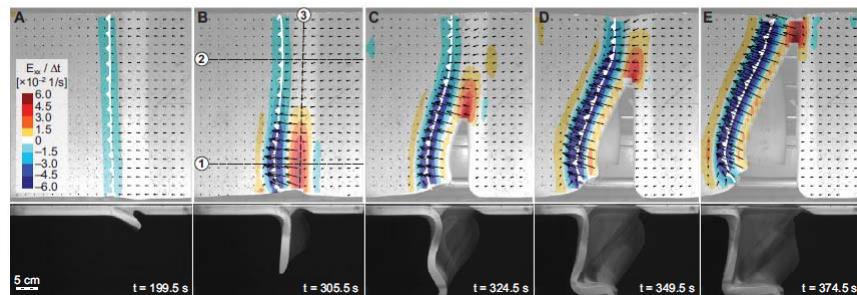 A
B
C
D
E
3
2
1
Exx / Δt
[×10⁻² 1/s]
6.0
4.5
3.0
1.5
0
−1.5
−3.0
−4.5
−6.0
5 cm
t = 199.5 s
t = 305.5 s
t = 324.5 s
t = 349.5 s
t = 374.5 s